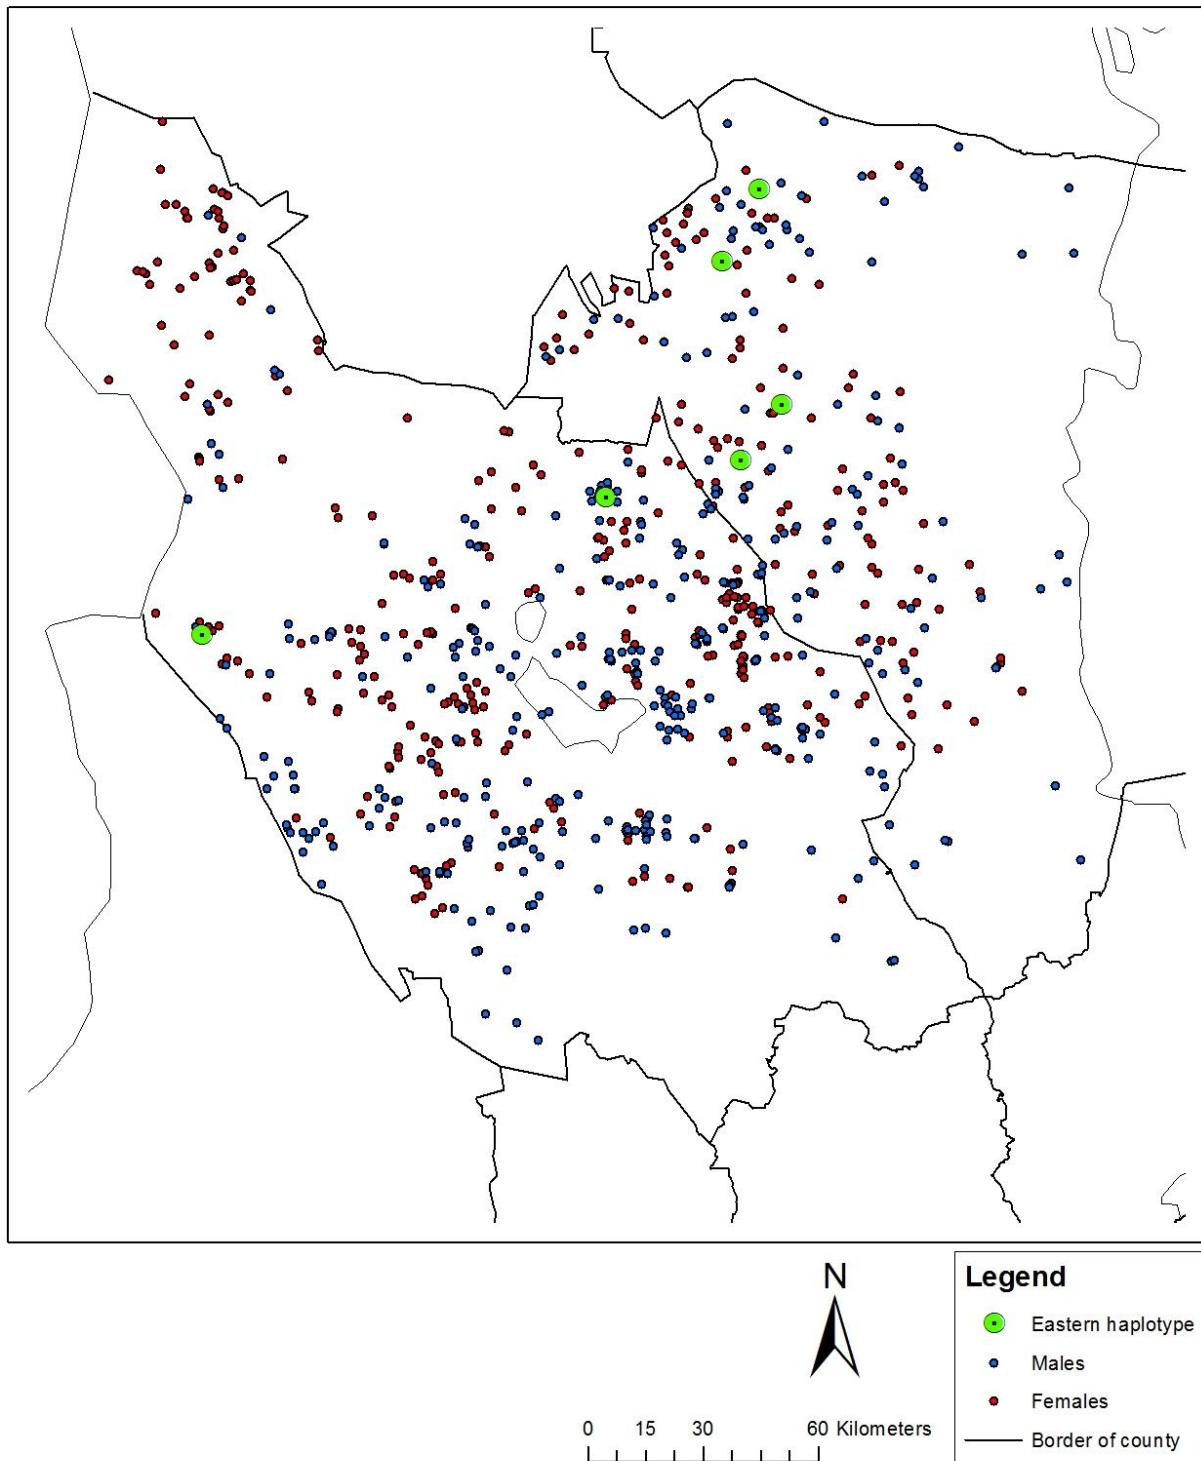 N
0 15 30 60 Kilometers
Legend
Eastern haplotype
Males
Females
Border of county